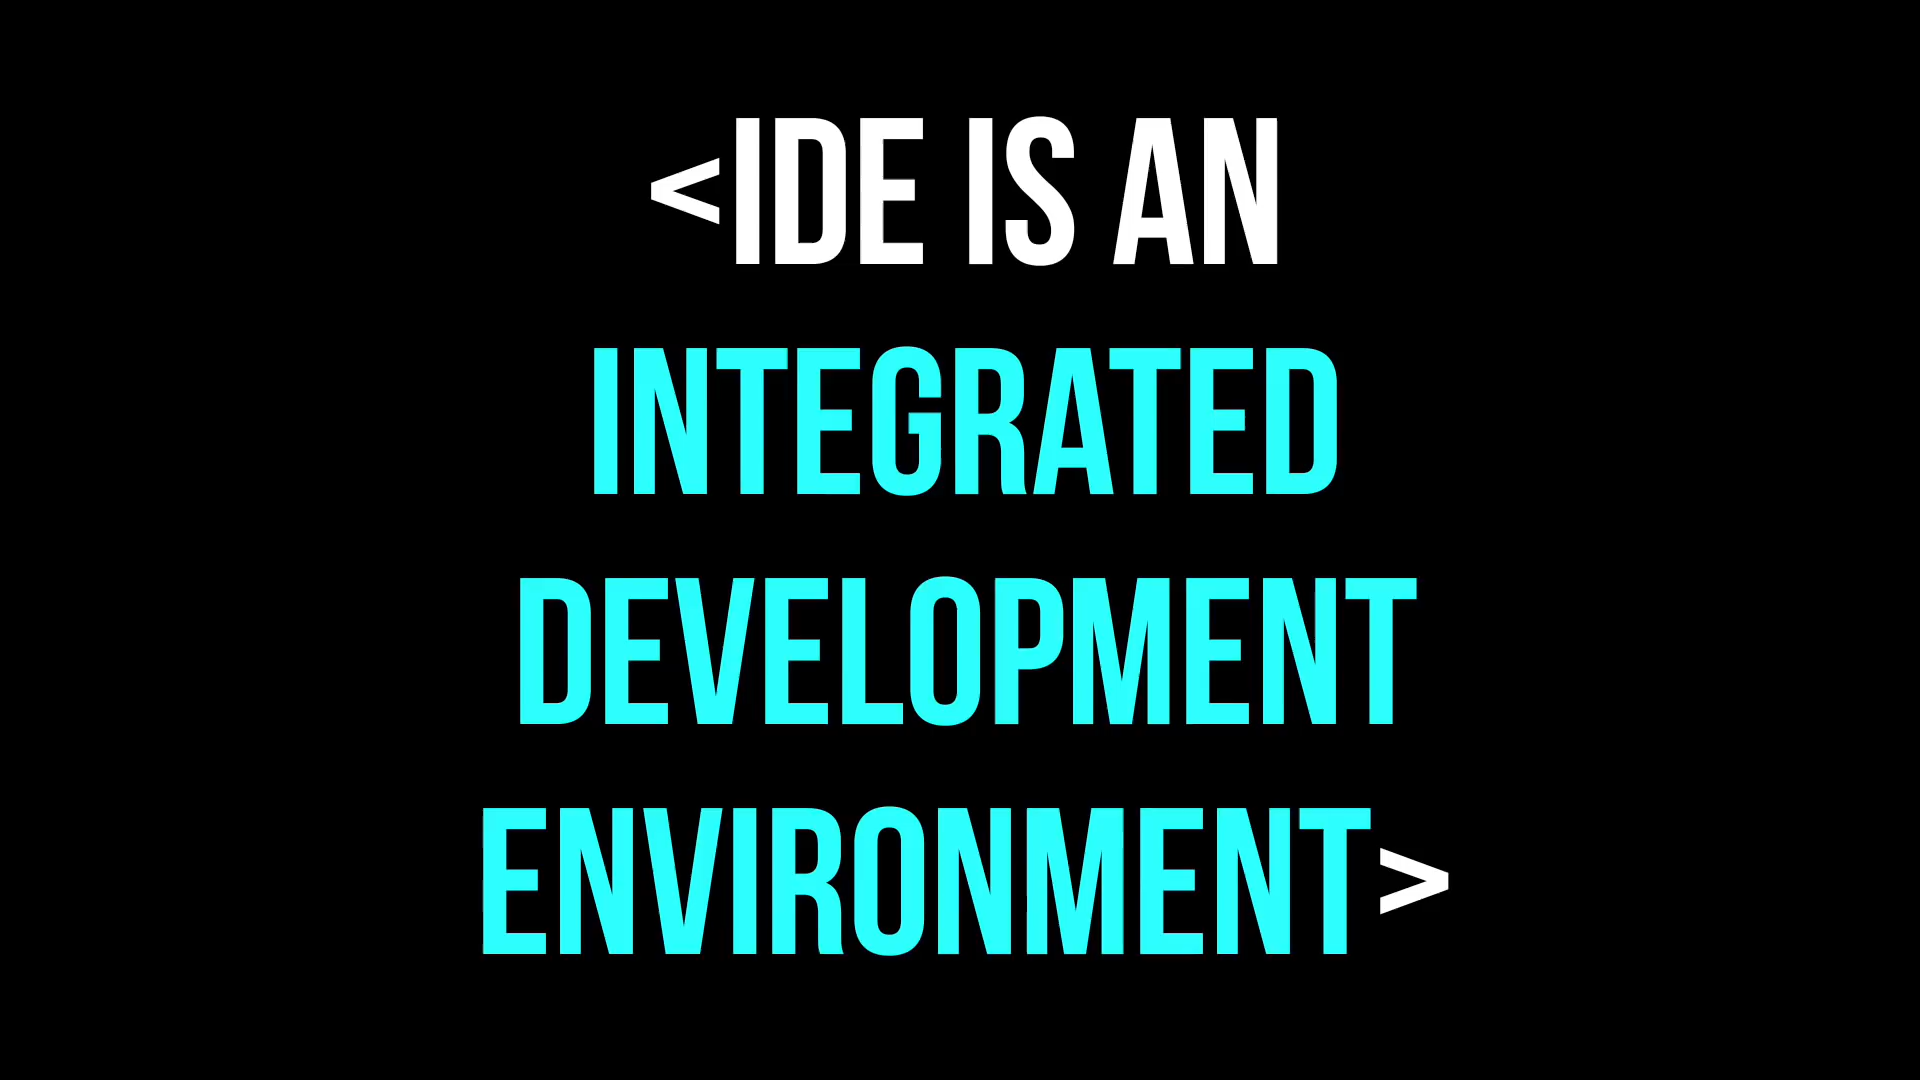 <IDE IS AN
INTEGRATED
DEVELOPMENT
ENVIRONMENT>